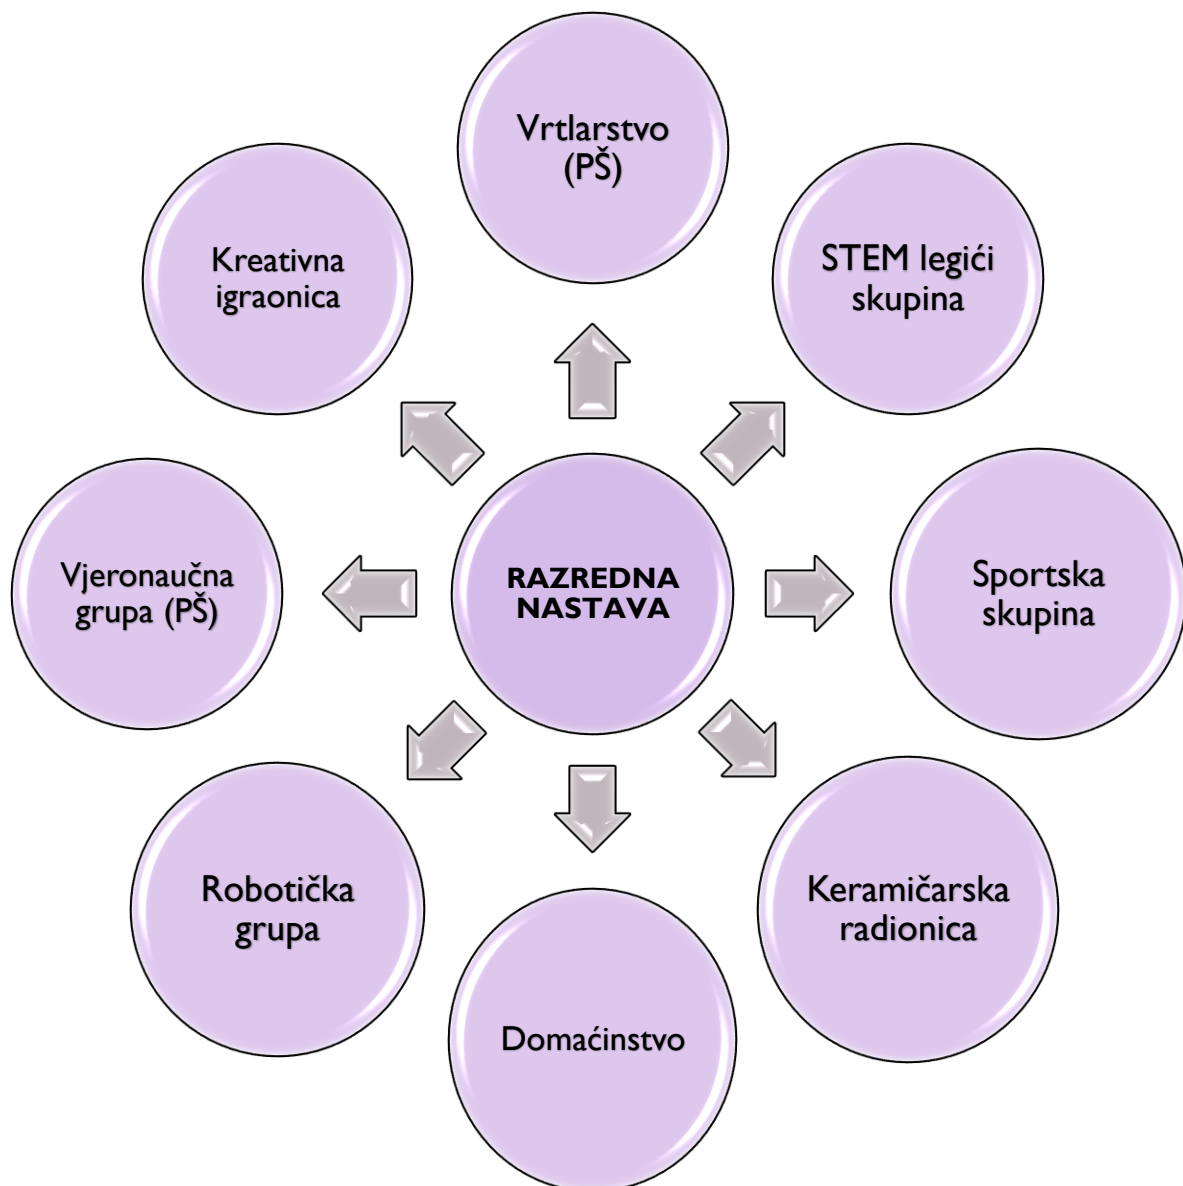 Vrtlarstvo
(PŠ)
STEM legići
skupina
Sportska
skupina
Keramičarska
radionica
Domaćinstvo
Robotička
grupa
Vjeronaučna
grupa (PŠ)
Kreativna
igraonica
RAZREDNA
NASTAVA